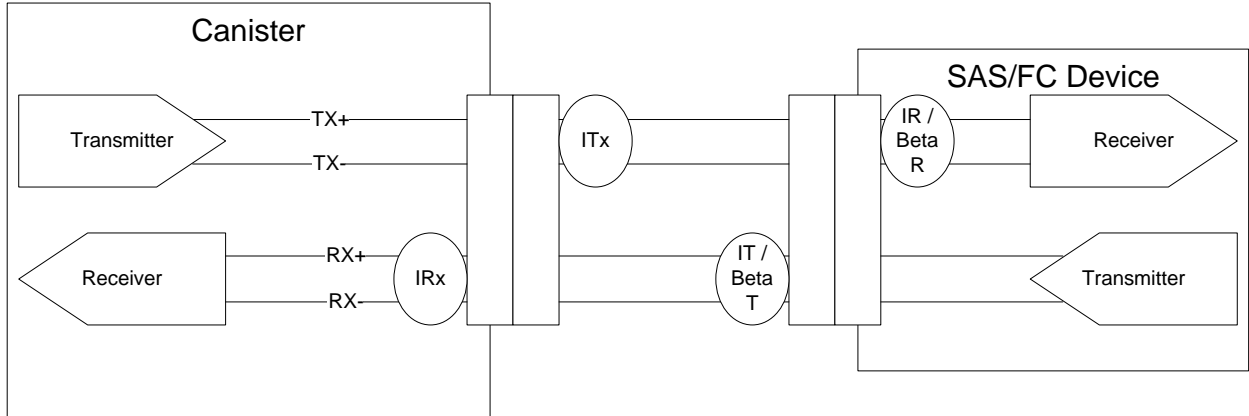 Canister
SAS/FC Device
Transmitter
TX+
TX-
ITx
IR /
Beta
R
Receiver
Receiver
RX+
RX-
IRx
IT /
Beta
T
Transmitter